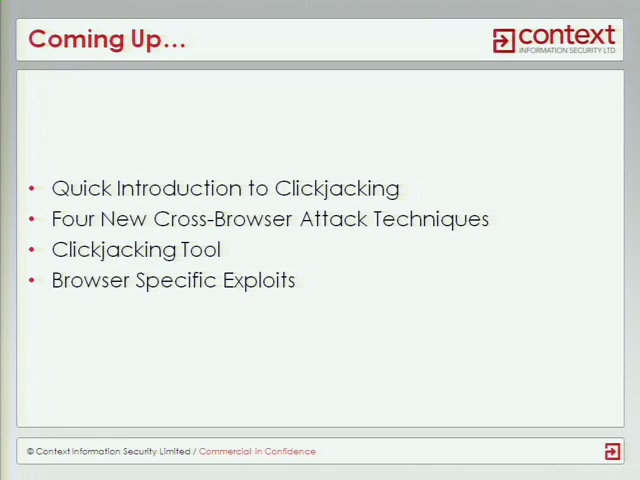 Coming Up...
context
INFORMATION SECURITY LTD
• Quick Introduction to Clickjacking
• Four New Cross-Browser Attack Techniques
• Clickjacking Tool
• Browser Specific Exploits
© Context Information Security Limited / Commercial in Confidence